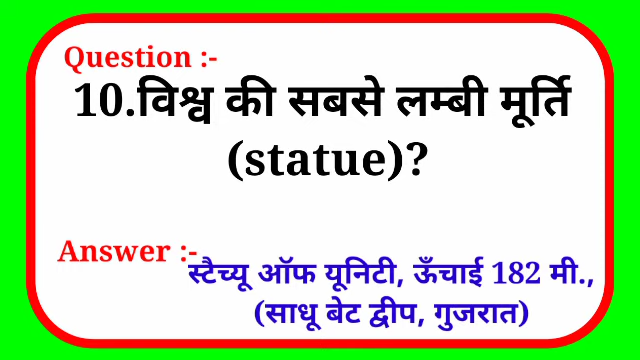 Question :-
10.विश्व की सबसे लम्बी मूर्ति
(statue)?
Answer :-
स्टैच्यू ऑफ यूनिटी, ऊँचाई 182 मी.,
(साधू बेट द्वीप, गुजरात)